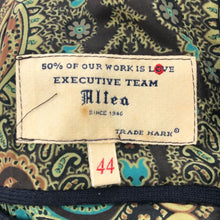 50% OF OUR WORK IS LOVE
EXECUTIVE TEAM
Altea
SINCE 1946
TRADE MARK ©
44